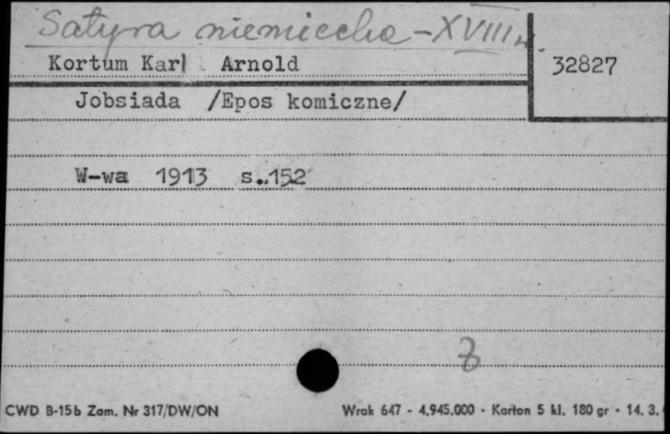 Satyra niemiecka - XVIII w.
Kortum Karl Arnold
32827
Jobsiada /Epos komiczne/
W-wa 1913 s.152
CWD B-15b Zam. Nr 317/DW/ON
Wrak 647 - 4.945.000 - Karton 5 kl. 180 gr - 14. 3.